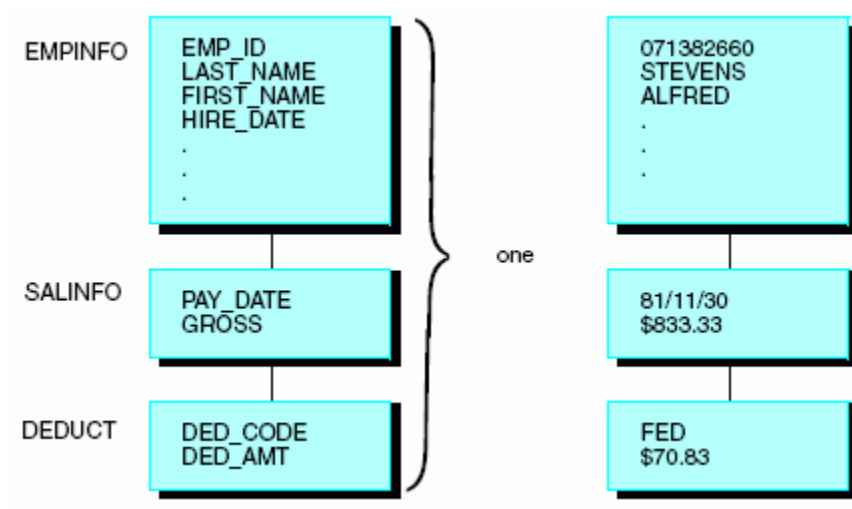 EMPINFO
EMP_ID
LAST_NAME
FIRST_NAME
HIRE_DATE
.
.
.
071382660
STEVENS
ALFRED
.
.
.
one
SALINFO
PAY_DATE
GROSS
81/11/30
$833.33
DEDUCT
DED_CODE
DED_AMT
FED
$70.83